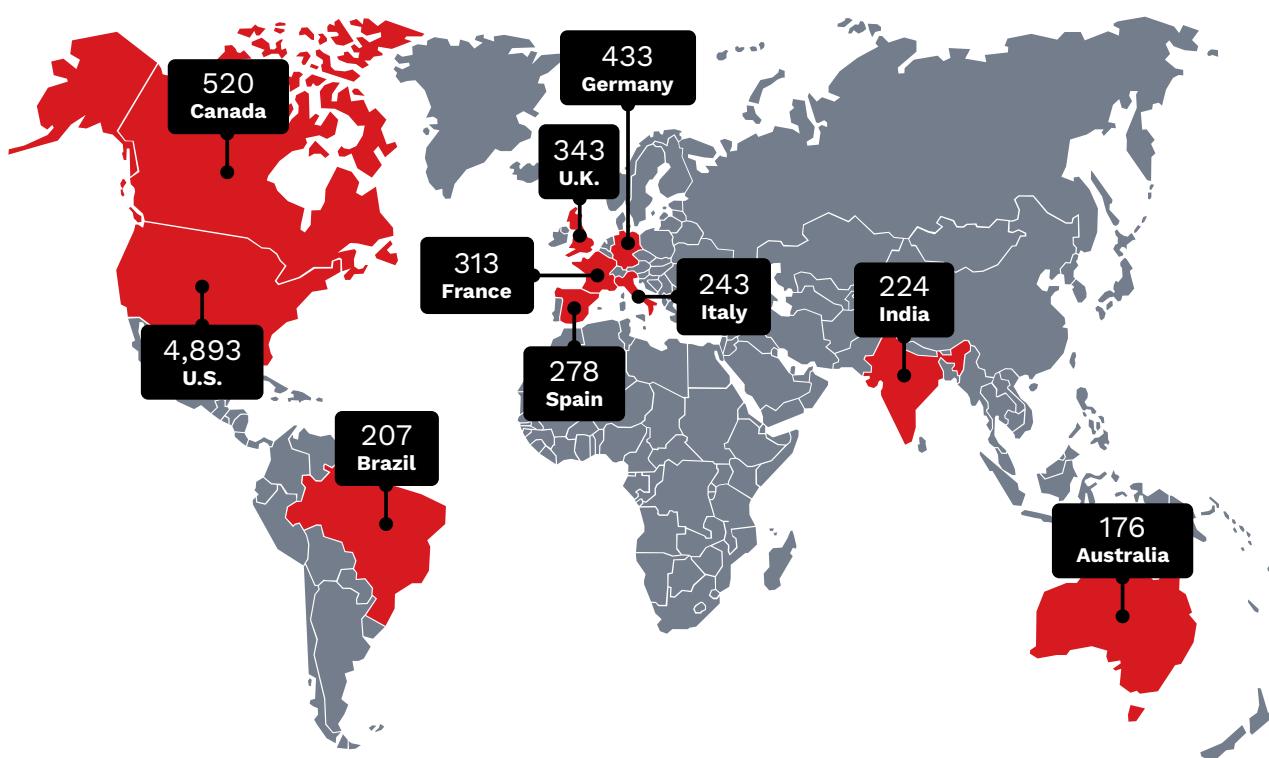 433
Germany
520
Canada
343
U.K.
313
France
243
Italy
224
India
4,893
U.S.
278
Spain
207
Brazil
176
Australia